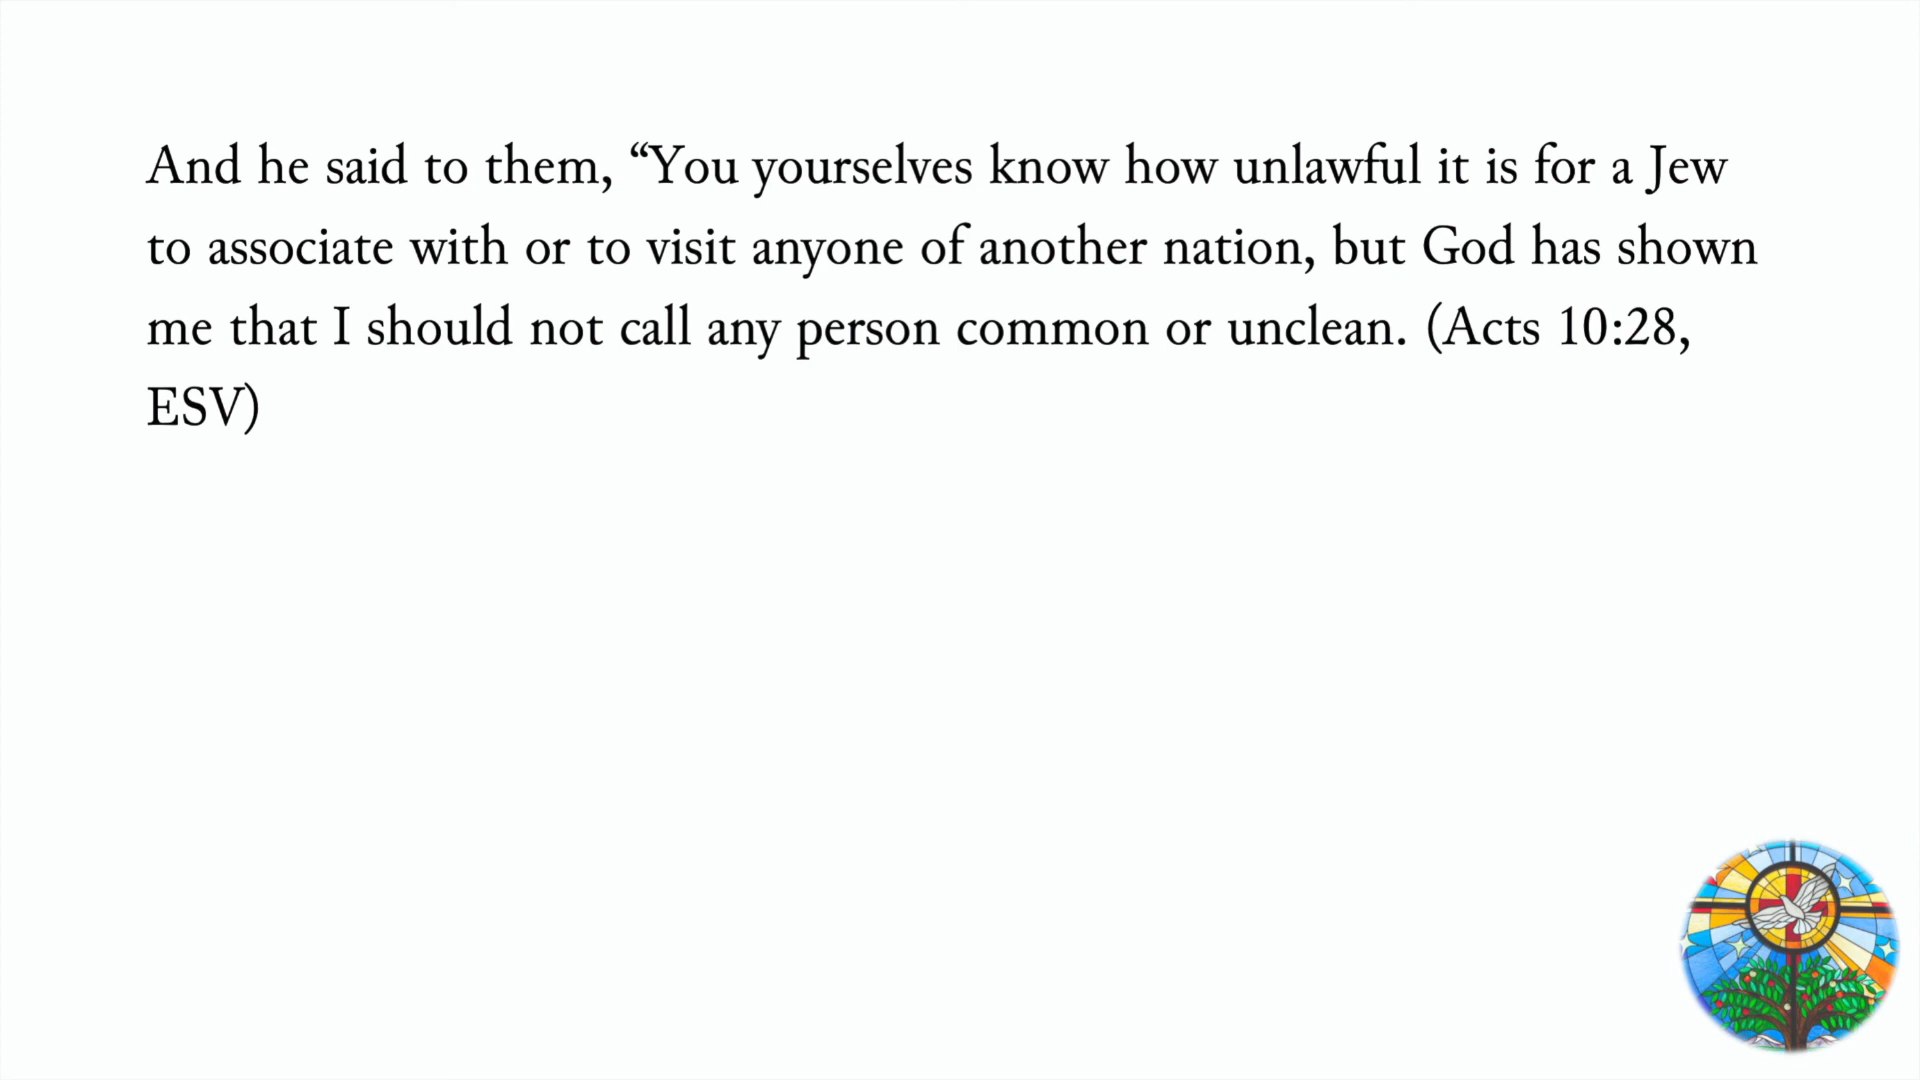 And he said to them, “You yourselves know how unlawful it is for a Jew
to associate with or to visit anyone of another nation, but God has shown
me that I should not call any person common or unclean. (Acts 10:28,
ESV)